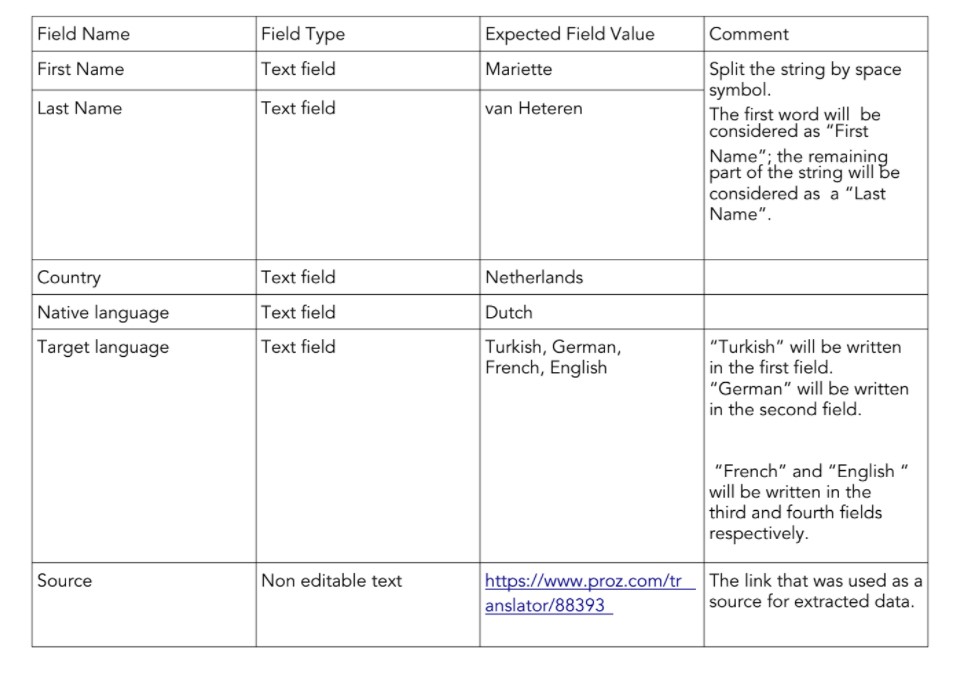 Field Name Field Type Expected Field Value Comment
First Name Text field Mariette Split the string by space
symbol.
The first word will be
considered as “First
Name”; the remaining
part of the string will be
considered as a “Last
Name”.
Last Name Text field van Heteren
Country Text field Netherlands
Native language Text field Dutch
Target language Text field Turkish, German,
French, English
“Turkish” will be written
in the first field.
“German” will be written
in the second field.
“French” and “English “
will be written in the
third and fourth fields
respectively.
Source Non editable text https://www.proz.com/tr
anslator/88393
The link that was used as a
source for extracted data.